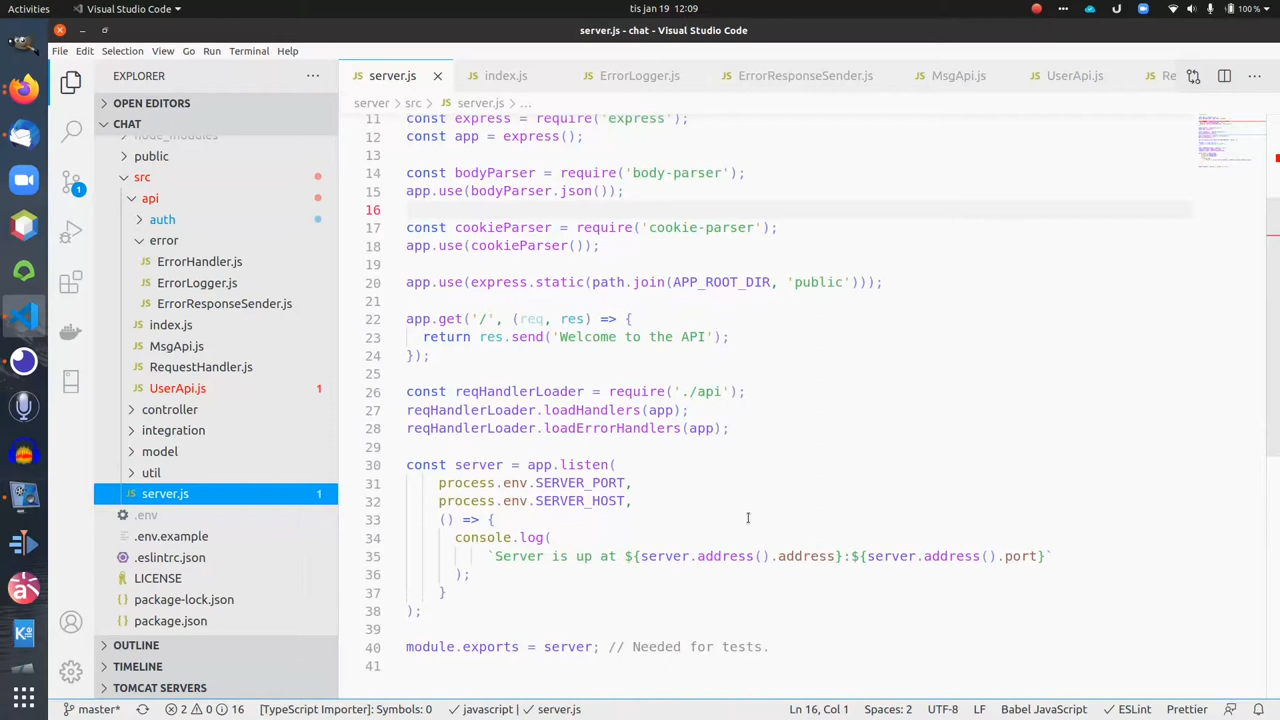 Activities
Visual Studio Code
tis jan 19 12:09
100 %
server.js - chat - Visual Studio Code
File Edit Selection View Go Run Terminal Help
EXPLORER
server.js
index.js
ErrorLogger.js
ErrorResponseSender.js
MsgApi.js
UserApi.js
Re
server > src > server.js > ...
OPEN EDITORS
CHAT
node_modules
public
src
api
auth
error
ErrorHandler.js
ErrorLogger.js
ErrorResponseSender.js
index.js
MsgApi.js
RequestHandler.js
UserApi.js 1
controller
integration
model
util
server.js 1
.env
.env.example
.eslintrc.json
LICENSE
package-lock.json
package.json
OUTLINE
TIMELINE
TOMCAT SERVERS
1
11 const express = require('express');
12 const app = express();
13
14 const bodyParser = require('body-parser');
15 app.use(bodyParser.json());
16
17 const cookieParser = require('cookie-parser');
18 app.use(cookieParser());
19
20 app.use(express.static(path.join(APP_ROOT_DIR, 'public')));
21
22 app.get('/', (req, res) => {
23 return res.send('Welcome to the API');
24 });
25
26 const reqHandlerLoader = require('./api');
27 reqHandlerLoader.loadHandlers(app);
28 reqHandlerLoader.loadErrorHandlers(app);
29
30 const server = app.listen(
31 process.env.SERVER_PORT,
32 process.env.SERVER_HOST,
33 () => {
34 console.log(
35 `Server is up at ${server.address().address}:${server.address().port}`
36 );
37 }
38 );
39
40 module.exports = server; // Needed for tests.
41
master* 2 0 16 [TypeScript Importer]: Symbols: 0 javascript | server.js Ln 16, Col 1 Spaces: 2 UTF-8 LF Babel JavaScript ESLint Prettier